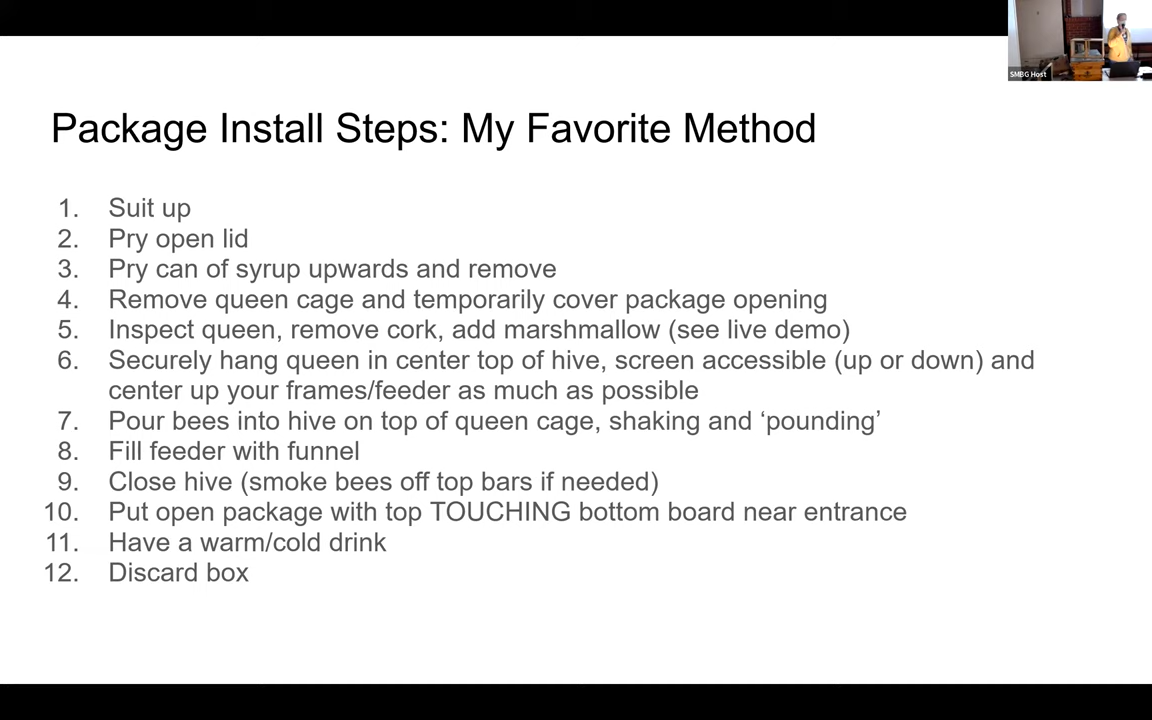 SMBG Host
Package Install Steps: My Favorite Method
1. Suit up
2. Pry open lid
3. Pry can of syrup upwards and remove
4. Remove queen cage and temporarily cover package opening
5. Inspect queen, remove cork, add marshmallow (see live demo)
6. Securely hang queen in center top of hive, screen accessible (up or down) and
center up your frames/feeder as much as possible
7. Pour bees into hive on top of queen cage, shaking and ‘pounding’
8. Fill feeder with funnel
9. Close hive (smoke bees off top bars if needed)
10. Put open package with top TOUCHING bottom board near entrance
11. Have a warm/cold drink
12. Discard box